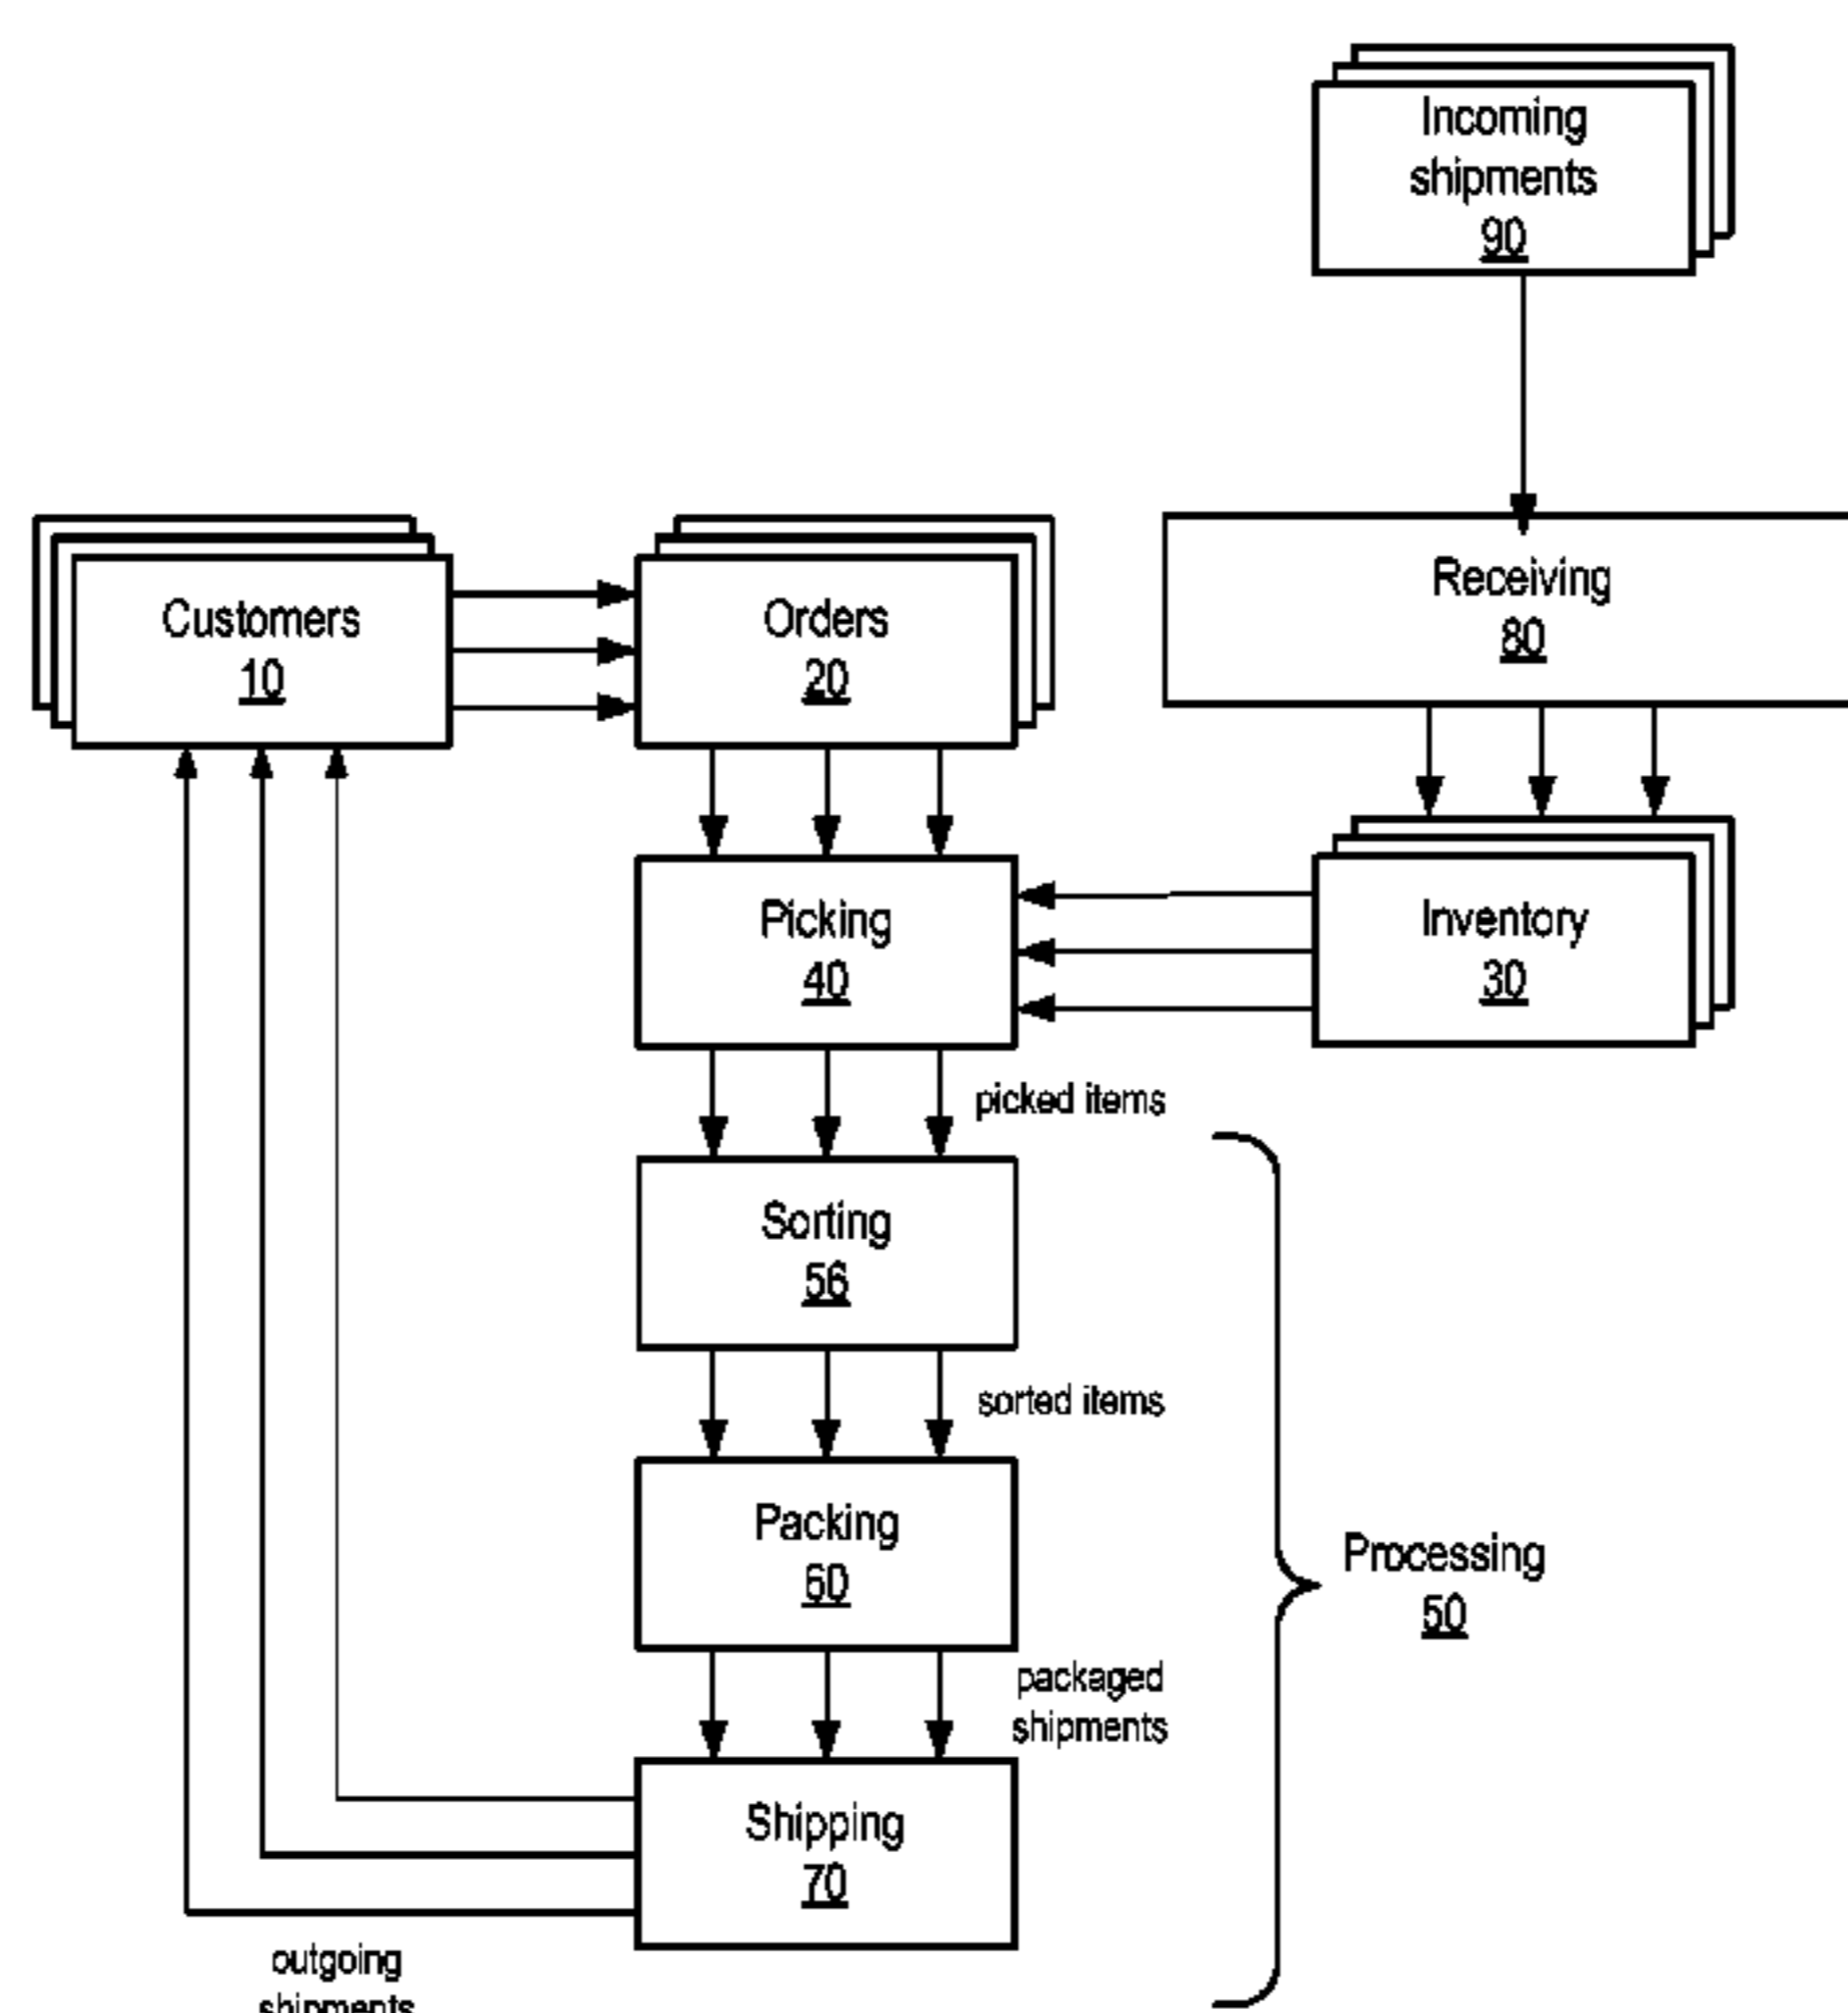 Incoming
shipments
90
Customers
10
Orders
20
Receiving
80
Picking
40
Inventory
30
picked items
Sorting
56
sorted items
Packing
60
Processing
50
packaged
shipments
Shipping
70
outgoing
shipments